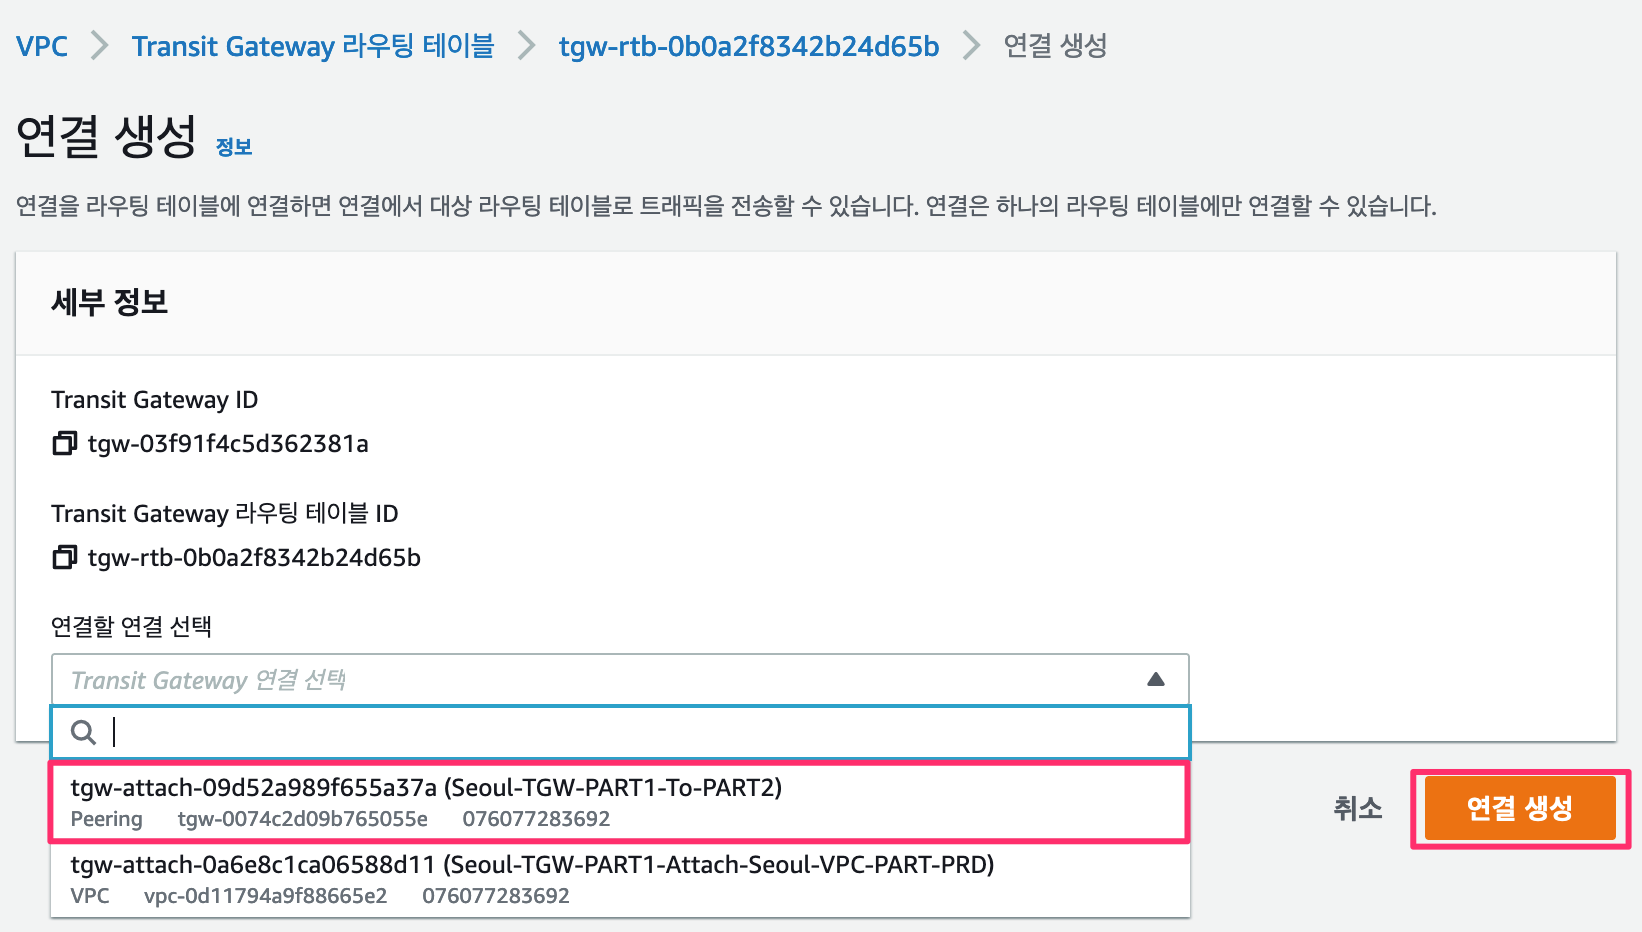 VPC > Transit Gateway 라우팅 테이블 > tgw-rtb-0b0a2f8342b24d65b > 연결 생성
연결 생성 정보
연결을 라우팅 테이블에 연결하면 연결에서 대상 라우팅 테이블로 트래픽을 전송할 수 있습니다. 연결은 하나의 라우팅 테이블에만 연결할 수 있습니다.
세부 정보
Transit Gateway ID
tgw-03f91f4c5d362381a
Transit Gateway 라우팅 테이블 ID
tgw-rtb-0b0a2f8342b24d65b
연결할 연결 선택
Transit Gateway 연결 선택
tgw-attach-09d52a989f655a37a (Seoul-TGW-PART1-To-PART2)
Peering tgw-0074c2d09b765055e 076077283692
취소 연결 생성
tgw-attach-0a6e8c1ca06588d11 (Seoul-TGW-PART1-Attach-Seoul-VPC-PART-PRD)
VPC vpc-0d11794a9f88665e2 076077283692